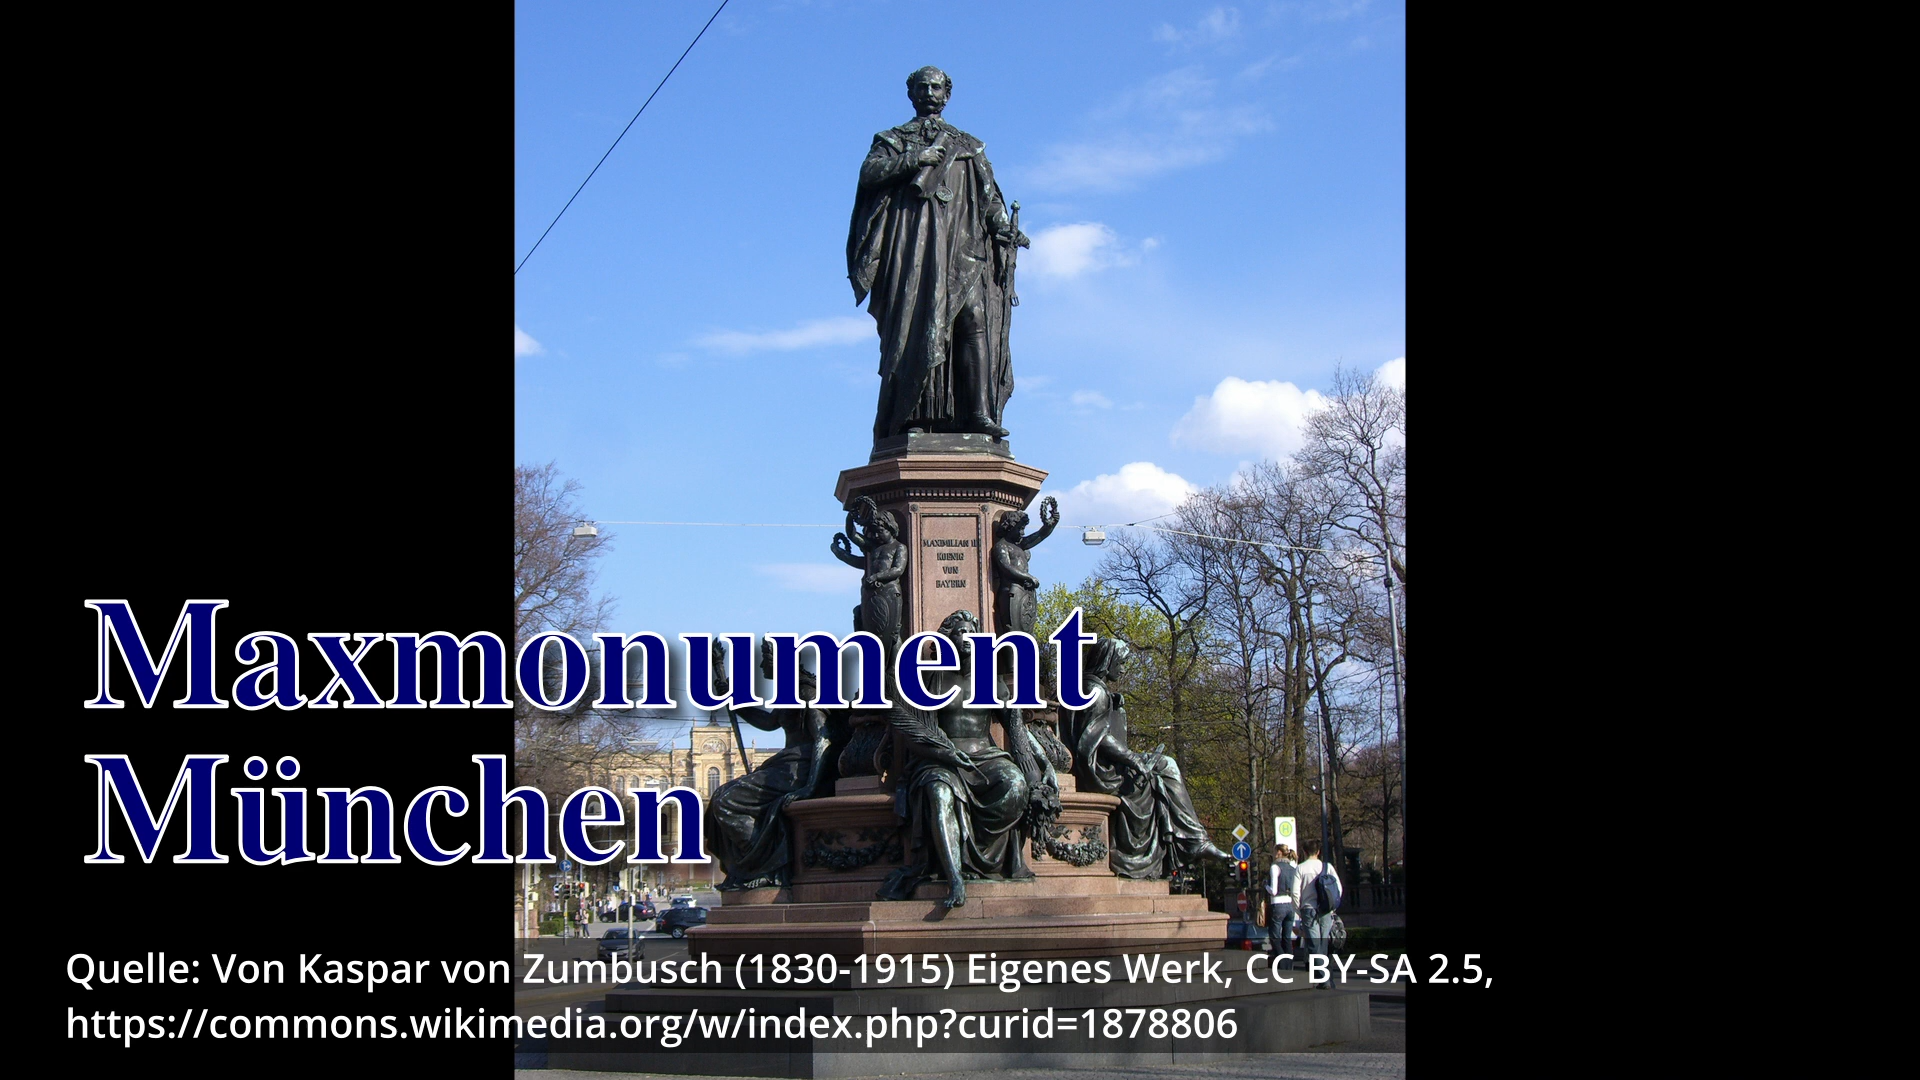 MAXIMILIAN II
KOENIG
VON
BAYERN
Maxmonument
München
H
Quelle: Von Kaspar von Zumbusch (1830-1915) Eigenes Werk, CC BY-SA 2.5,
https://commons.wikimedia.org/w/index.php?curid=1878806